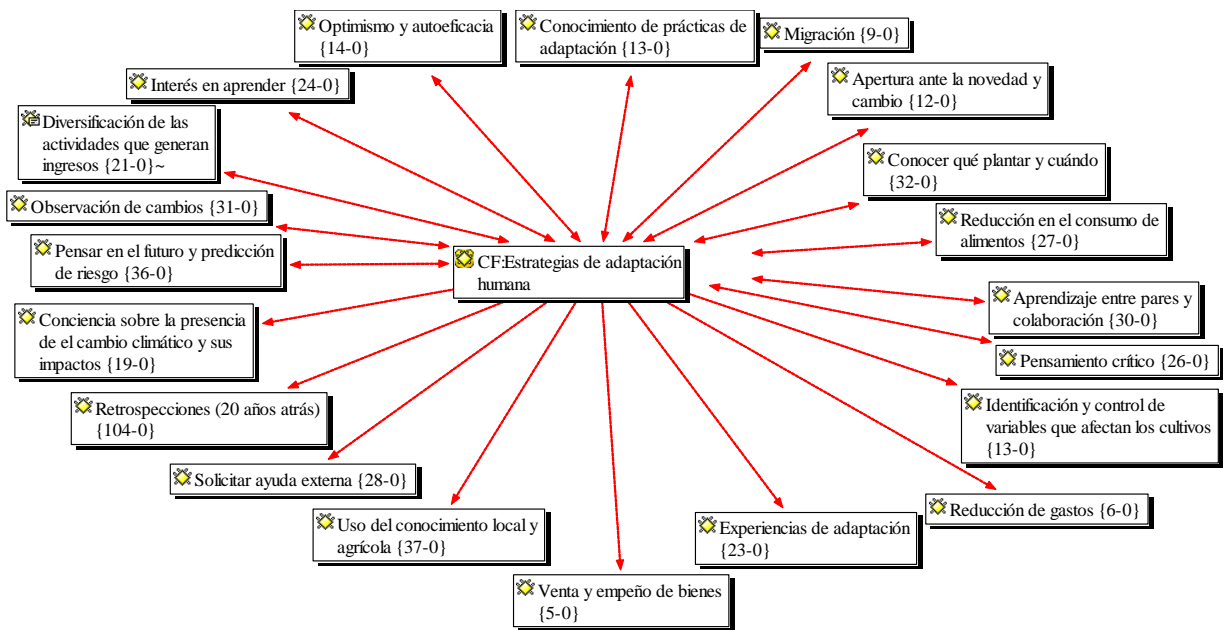 Optimismo y autoeficacia
{14-0}
Conocimiento de prácticas de
adaptación {13-0}
Migración {9-0}
Interés en aprender {24-0}
Apertura ante la novedad y
cambio {12-0}
Diversificación de las
actividades que generan
ingresos {21-0}~
Conocer qué plantar y cuándo
{32-0}
Observación de cambios {31-0}
Reducción en el consumo de
alimentos {27-0}
Pensar en el futuro y predicción
de riesgo {36-0}
CF:Estrategias de adaptación
humana
Aprendizaje entre pares y
colaboración {30-0}
Conciencia sobre la presencia
de el cambio climático y sus
impactos {19-0}
Pensamiento crítico {26-0}
Retrospecciones (20 años atrás)
{104-0}
Identificación y control de
variables que afectan los cultivos
{13-0}
Solicitar ayuda externa {28-0}
Reducción de gastos {6-0}
Uso del conocimiento local y
agrícola {37-0}
Experiencias de adaptación
{23-0}
Venta y empeño de bienes
{5-0}